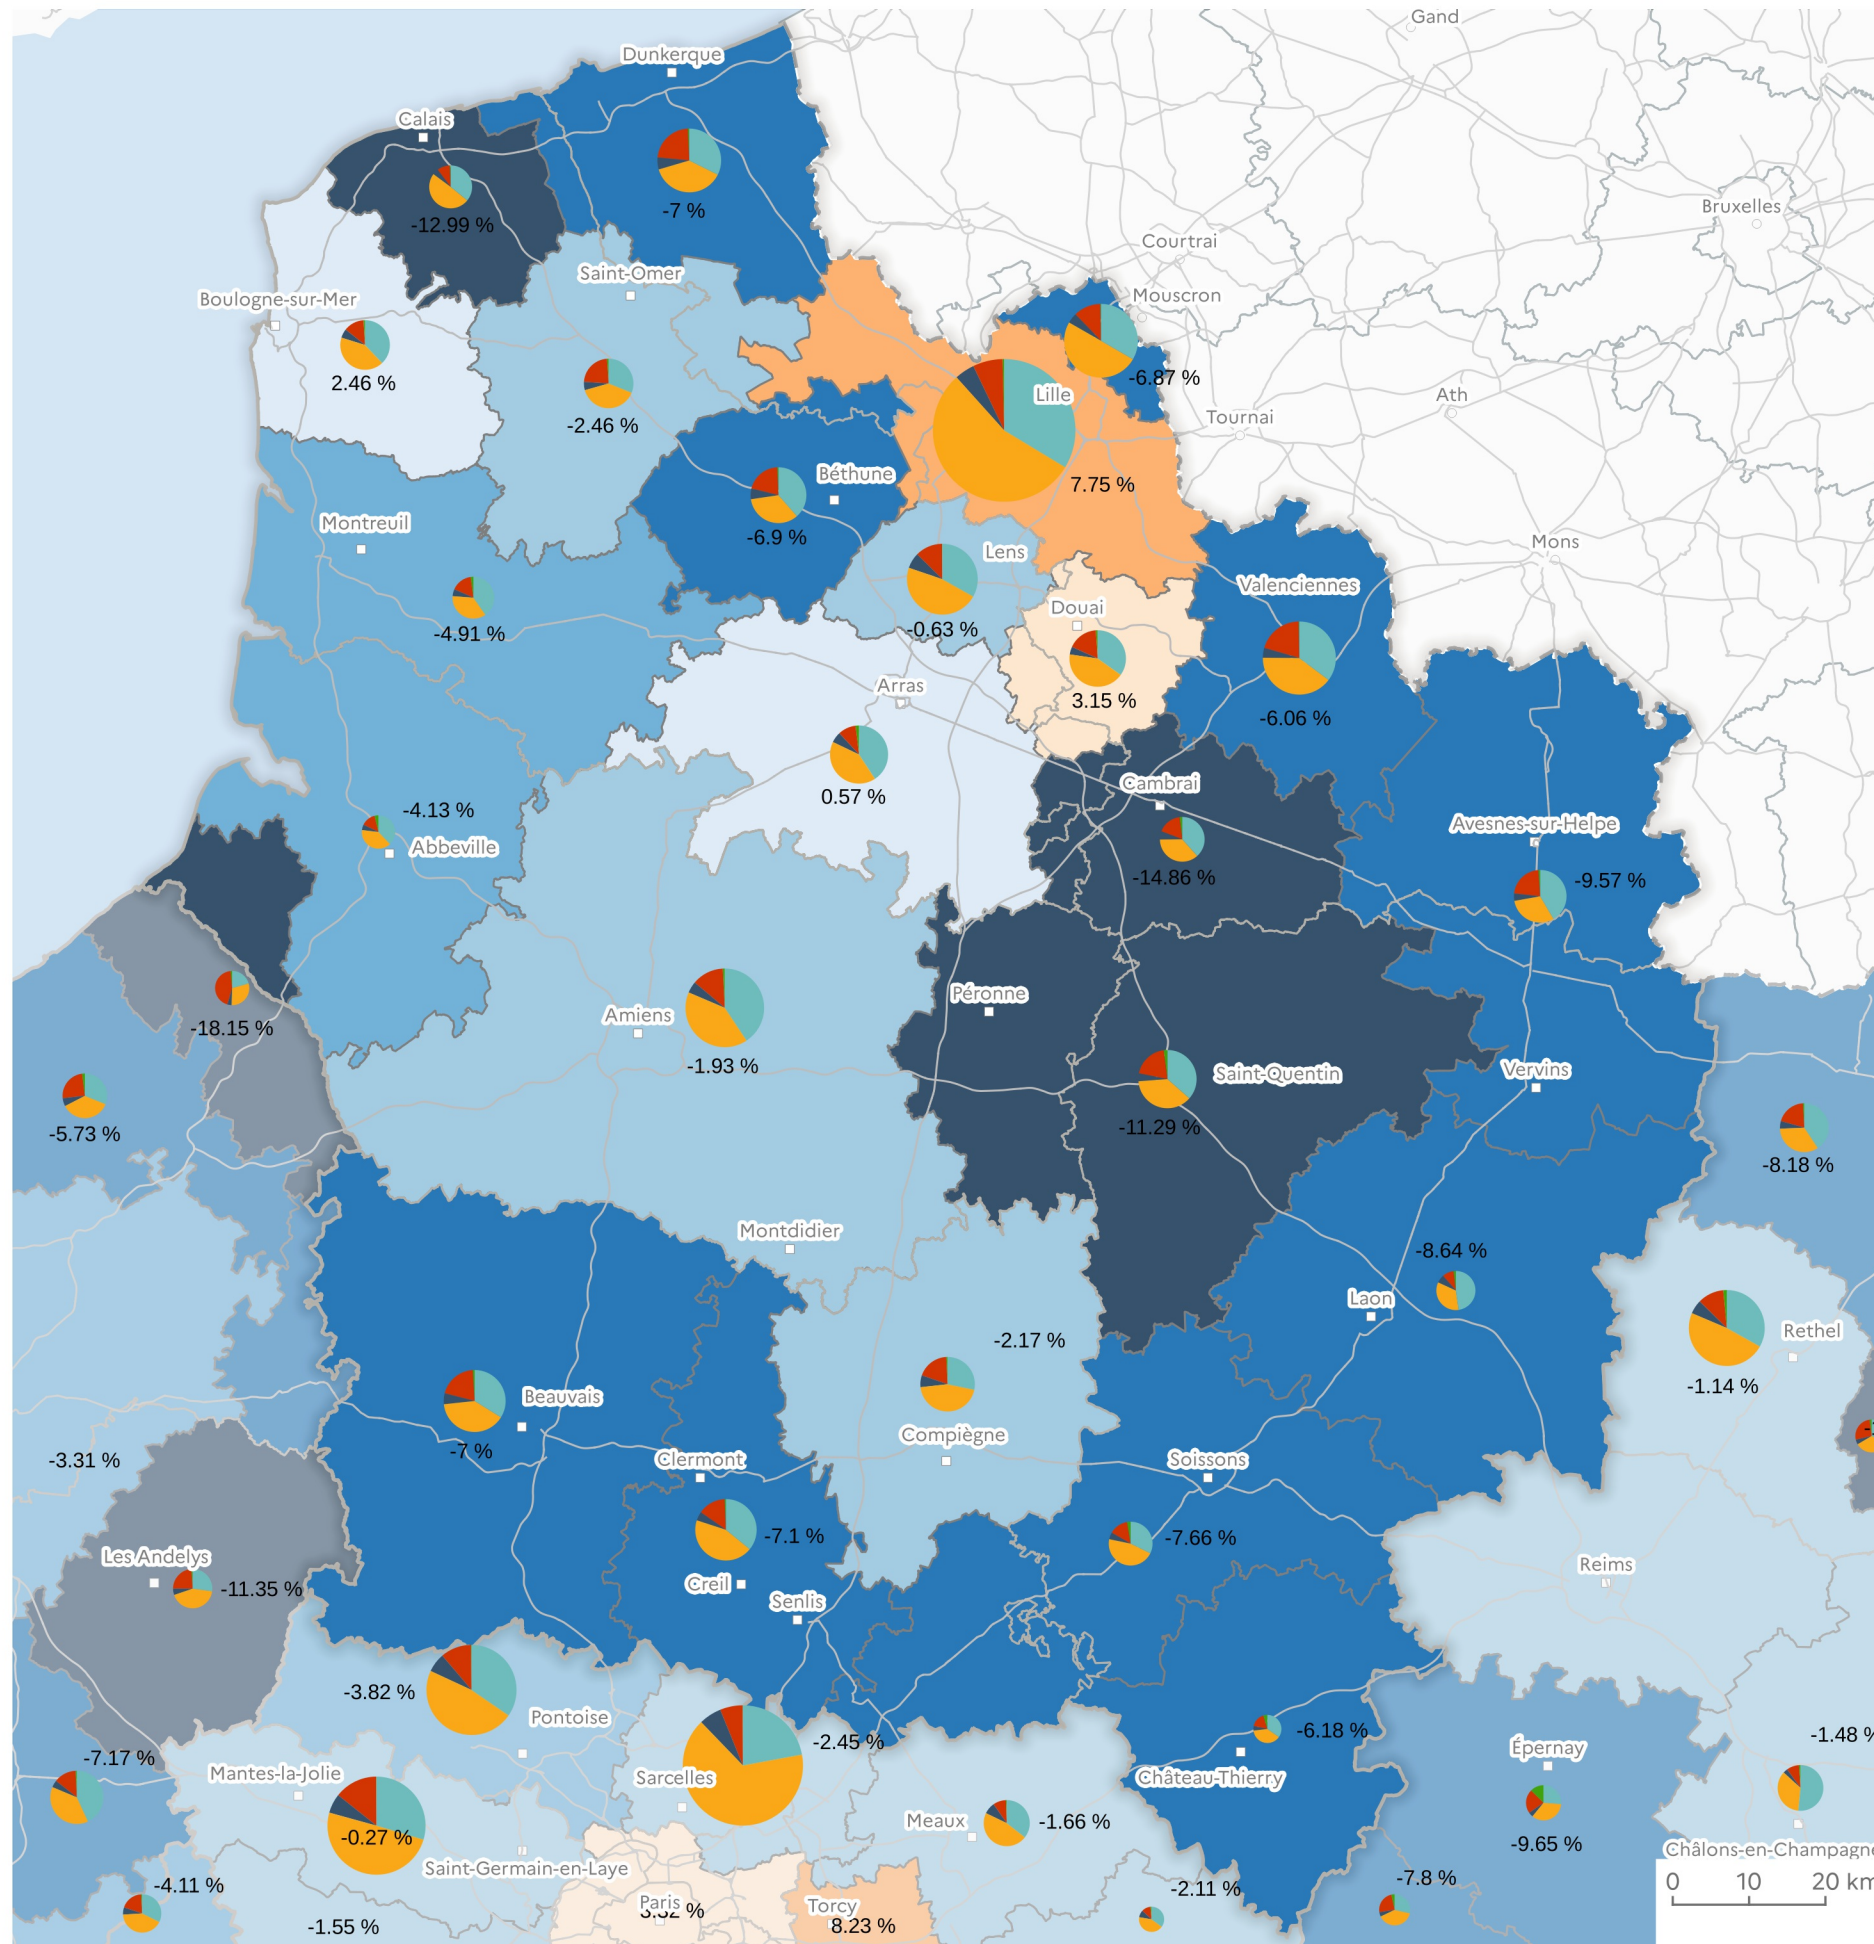 Gand
Dunkerque
Calais
Bruxelles
-7 %
-12.99 %
Courtrai
Saint-Omer
Mouscron
Boulogne-sur-Mer
2.46 %
-6.87 %
Lille
Ath
Tournai
-2.46 %
Béthune
7.75 %
Montreuil
-6.9 %
Mons
Lens
Valenciennes
Douai
-4.91 %
-0.63 %
Arras
3.15 %
-6.06 %
Cambrai
0.57 %
-4.13 %
Avesnes-sur-Helpe
Abbeville
-14.86 %
-9.57 %
Péronne
Amiens
-18.15 %
-1.93 %
Saint-Quentin
Vervins
-5.73 %
-11.29 %
-8.18 %
Montdidier
-8.64 %
Laon
Rethel
-2.17 %
-1.14 %
Beauvais
-7 %
Compiègne
-3.31 %
Clermont
Soissons
-7.1 %
-7.66 %
Les Andelys
-11.35 %
Creil
Senlis
Reims
-3.82 %
Pontoise
-2.45 %
-6.18 %
-1.48 %
-7.17 %
Épernay
Mantes-la-Jolie
Sarcelles
Château-Thierry
Meaux
-1.66 %
-0.27 %
-9.65 %
Saint-Germain-en-Laye
Châlons-en-Champagne
-4.11 %
-7.8 %
0 10 20 km
-2.11 %
Paris
Torcy
-1.55 %
8.23 %